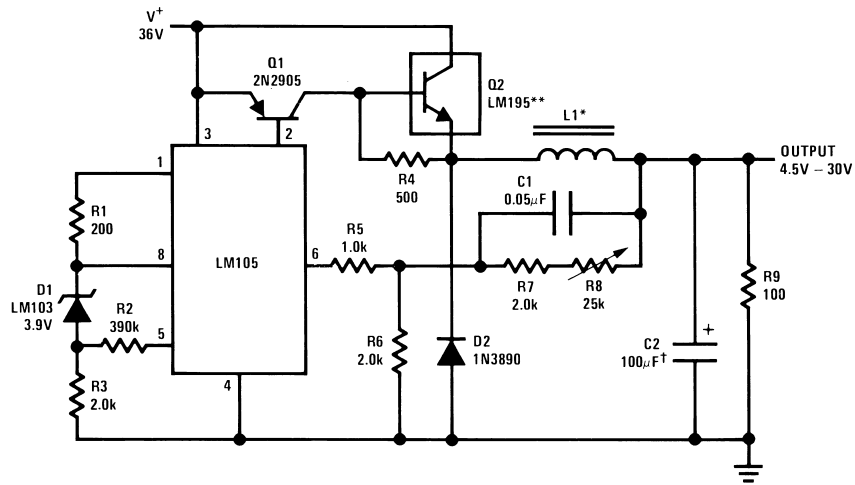 V+
36V
Q1
2N2905
Q2
LM195**
L1*
3
2
OUTPUT
4.5V – 30V
1
R4
500
C1
0.05μF
R1
200
R5
1.0k
8
LM105
6
R7
2.0k
R8
25k
R9
100
D1
LM103
3.9V
R2
390k
5
R6
2.0k
D2
1N3890
+
C2
100μF†
R3
2.0k
4